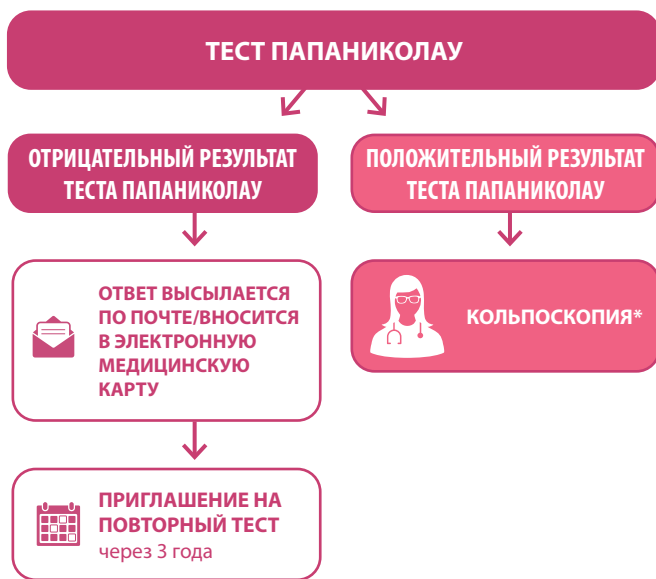 ТЕСТ ПАПАНИКОЛАУ
ОТРИЦАТЕЛЬНЫЙ РЕЗУЛЬТАТ
ТЕСТА ПАПАНИКОЛАУ
ПОЛОЖИТЕЛЬНЫЙ РЕЗУЛЬТАТ
ТЕСТА ПАПАНИКОЛАУ
ОТВЕТ ВЫСЫЛАЕТСЯ
ПО ПОЧТЕ/ВНОСИТСЯ
В ЭЛЕКТРОННУЮ
МЕДИЦИНСКУЮ
КАРТУ
КОЛЬПОСКОПИЯ*
ПРИГЛАШЕНИЕ НА
ПОВТОРНЫЙ ТЕСТ
через 3 года